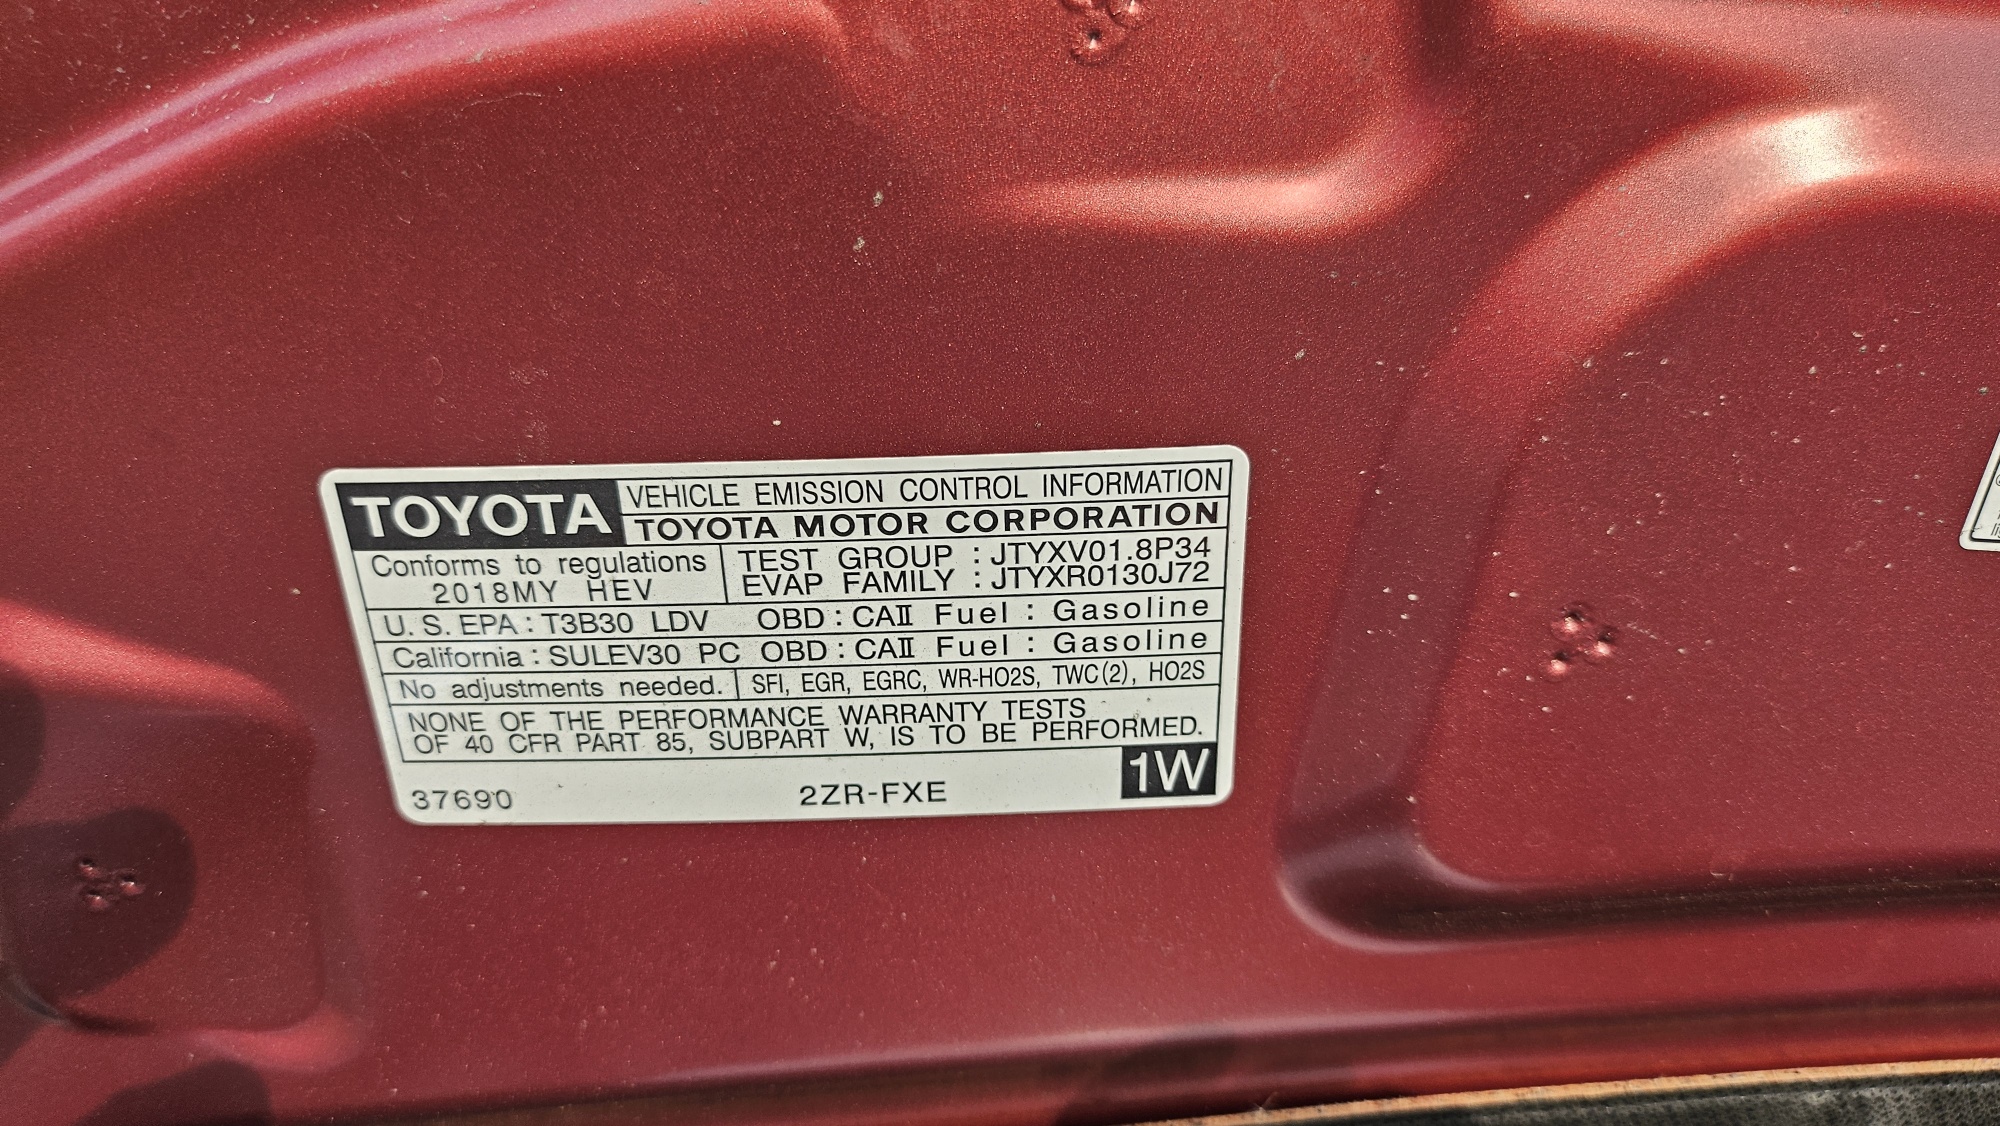 TOYOTA VEHICLE EMISSION CONTROL INFORMATION
TOYOTA MOTOR CORPORATION
Conforms to regulations
2018MY HEV
TEST GROUP : JTYXV01.8P34
EVAP FAMILY : JTYXR0130J72
U.S. EPA : T3B30 LDV OBD : CAII Fuel : Gasoline
California : SULEV30 PC OBD : CAII Fuel : Gasoline
No adjustments needed. SFI, EGR, EGRC, WR-HO2S, TWC(2), HO2S
NONE OF THE PERFORMANCE WARRANTY TESTS
OF 40 CFR PART 85, SUBPART W, IS TO BE PERFORMED.
37690 2ZR-FXE 1W